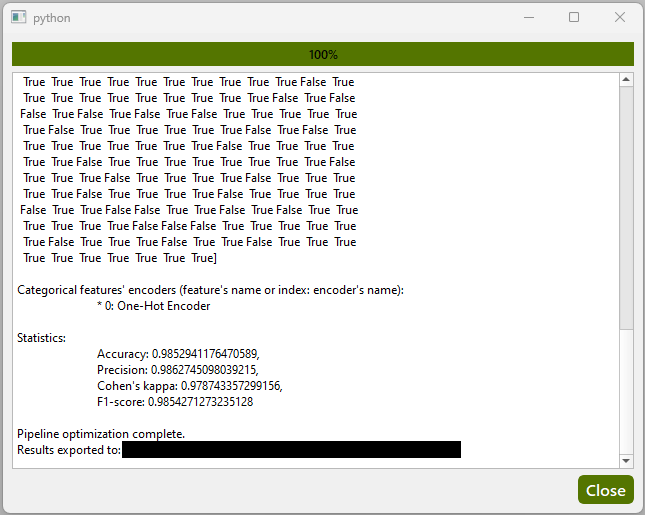 python
100%
True True True True True True True True True True False True
True True True True True True True True True False True False
False True False True False True False True True True True True
True False True True True True True True False True False True
True True True True True True True True False True True True
True True False True True True True True True True True False
True True True True True True True True False True True True
True True False True True True True False True True True True
False True True False False True True True False True False True True
True True True True False False False True True True True True
True False True True True False True True False True True True
True True True True True True True]
Categorical features' encoders (feature's name or index: encoder's name):
* 0: One-Hot Encoder
Statistics:
Accuracy: 0.9852941176470589,
Precision: 0.9862745098039215,
Cohen's kappa: 0.978743357299156,
F1-score: 0.9854271273235128
Pipeline optimization complete.
Results exported to:
Close